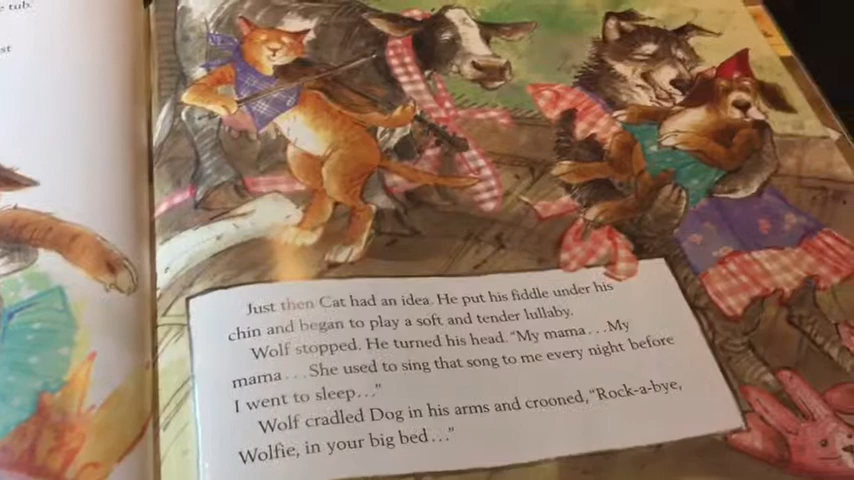 e tub.
st
Just then Cat had an idea. He put his fiddle under his
chin and began to play a soft and tender lullaby.
Wolf stopped. He turned his head. "My mama . . . My
mama . . . She used to sing that song to me every night before
I went to sleep . . ."
Wolf cradled Dog in his arms and crooned, "Rock-a-bye,
Wolfie, in your big bed . . ."